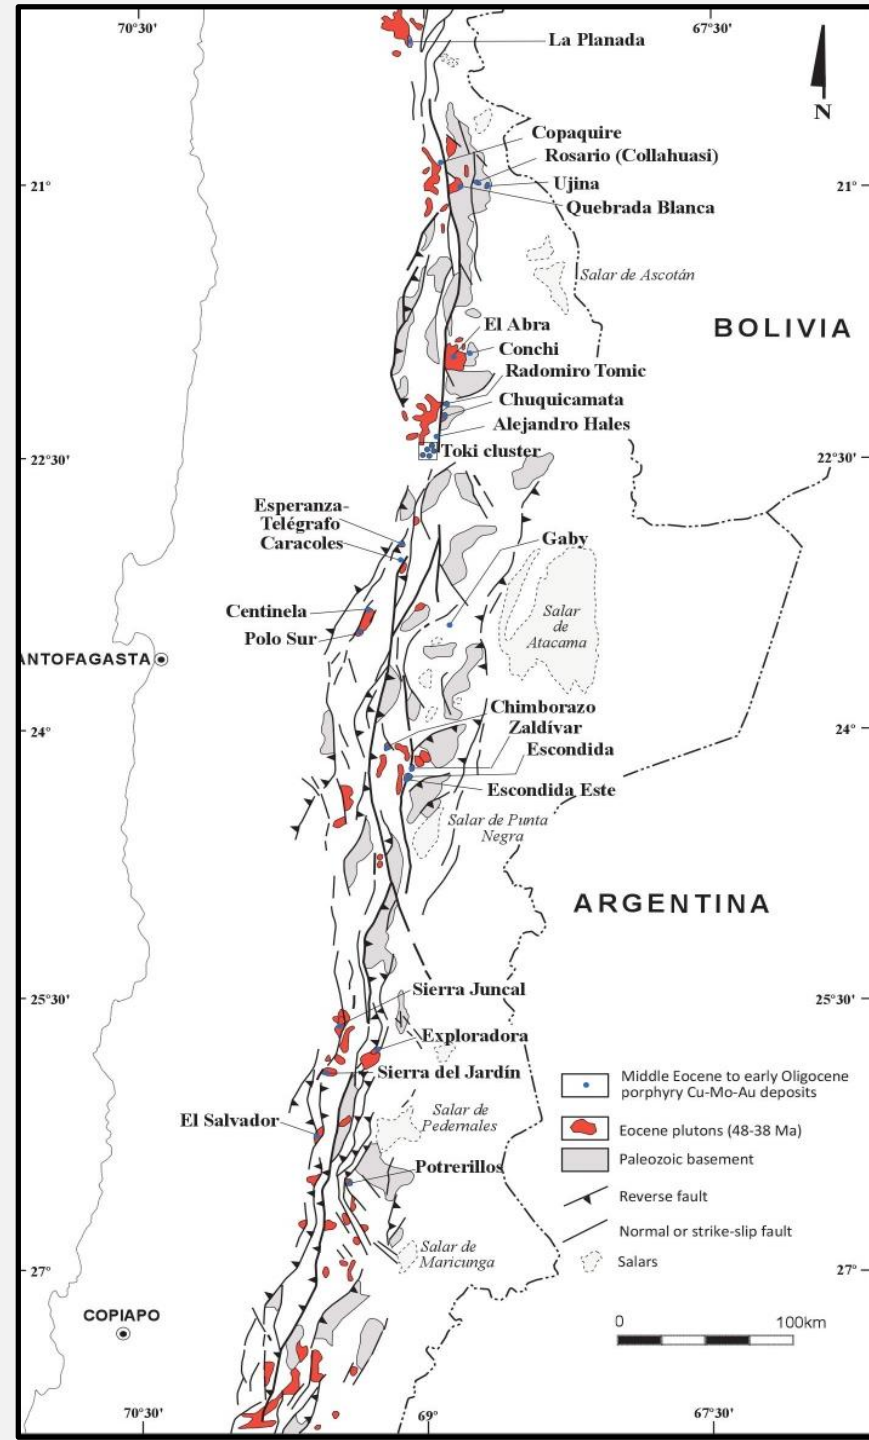 70°30'
67°30'
La Planada
N
Copaquire
Rosario (Collahuasi)
21°
Ujina
21°
Quebrada Blanca
Salar de Ascotán
El Abra
BOLIVIA
Conchi
Radomiro Tomic
Chuquicamata
Alejandro Hales
Toki cluster
22°30'
22°30'
Esperanza-
Telégrafo
Caracoles
Gaby
Centinela
Salar
de
Atacama
Polo Sur
ANTOFAGASTA
Chimborazo
24°
Zaldívar
24°
Escondida
Escondida Este
Salar de Punta
Negra
ARGENTINA
Sierra Juncal
25°30'
25°30'
Exploradora
Sierra del Jardín
Middle Eocene to early Oligocene
porphyry Cu-Mo-Au deposits
El Salvador
Salar de
Pedernales
Eocene plutons (48-38 Ma)
Paleozoic basement
Potrerillos
Reverse fault
Normal or strike-slip fault
Salar de
Maricunga
Salars
27°
27°
COPIAPO
0
100km
70°30'
69°
67°30'